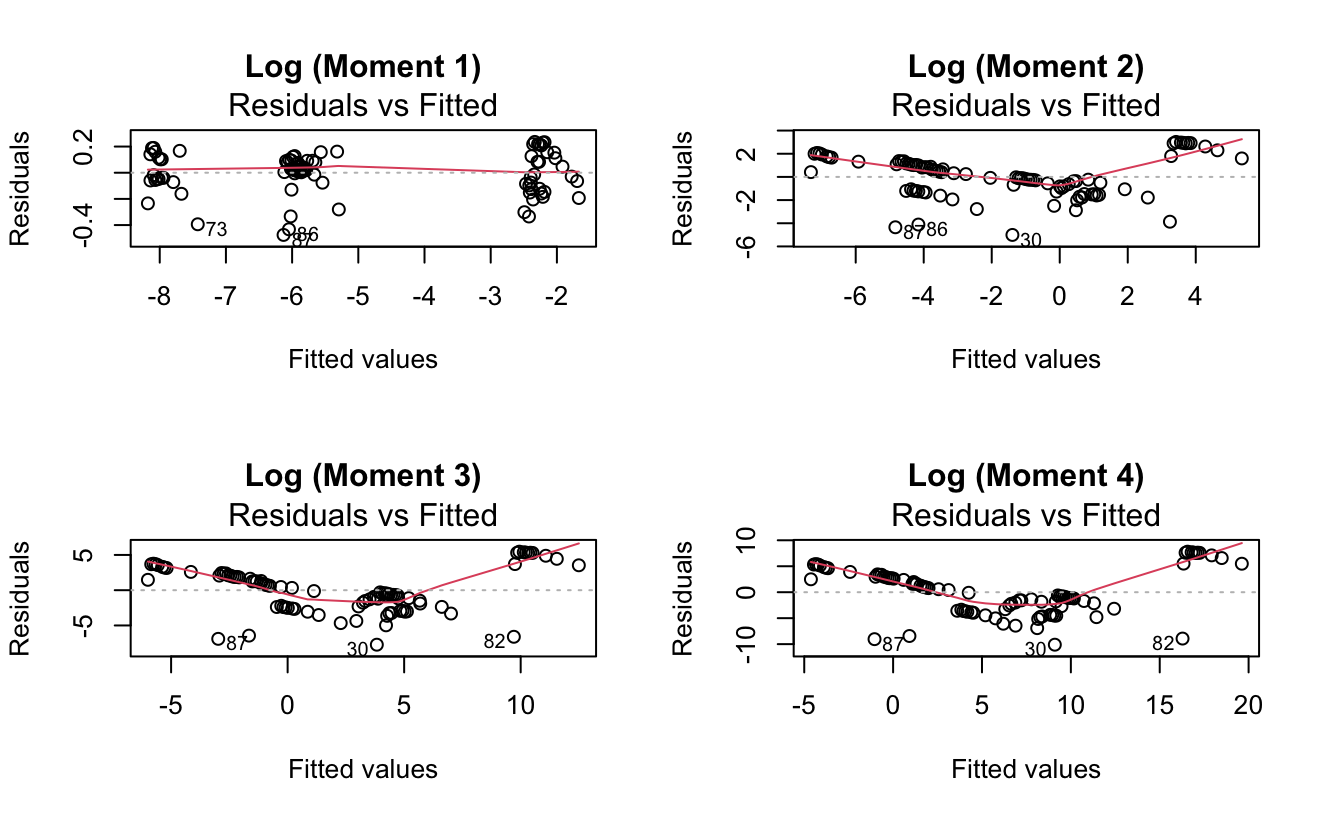 Log (Moment 1)
Residuals vs Fitted
Residuals
0.2
-0.4
73
86
87
-8 -7 -6 -5 -4 -3 -2
Fitted values
Log (Moment 2)
Residuals vs Fitted
Residuals
2
-2
-6
87 86
30
-6 -4 -2 0 2 4
Fitted values
Log (Moment 3)
Residuals vs Fitted
Residuals
5
-5
87
30
82
-5 0 5 10
Fitted values
Log (Moment 4)
Residuals vs Fitted
Residuals
10
0
-10
87
30
82
-5 0 5 10 15 20
Fitted values